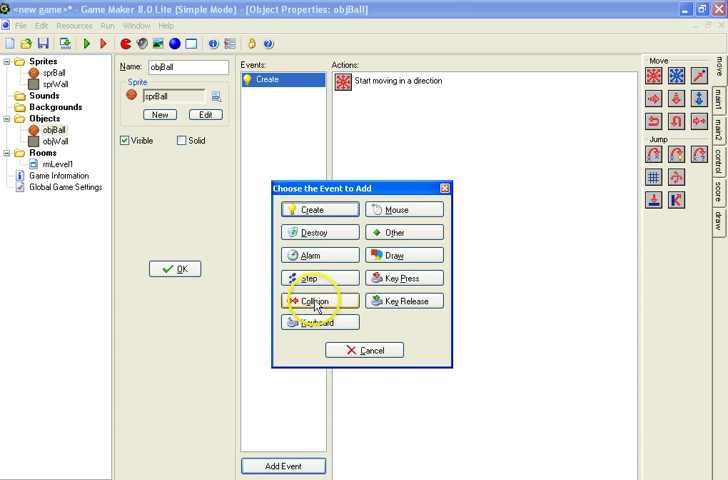 <new game>* - Game Maker 8.0 Lite (Simple Mode) - [Object Properties: objBall]
File Edit Resources Run Window Help
Sprites
sprBall
sprWall
Sounds
Backgrounds
Objects
objBall
objWall
Rooms
rmLevel1
Game Information
Global Game Settings
Name: objBall
Sprite
sprBall
New Edit
Visible Solid
OK
Events:
Create
Add Event
Actions:
Start moving in a direction
Choose the Event to Add
Create Mouse
Destroy Other
Alarm Draw
Step Key Press
Collision Key Release
Keyboard
Cancel
Move
Jump
move
main1
main2
control
score
draw